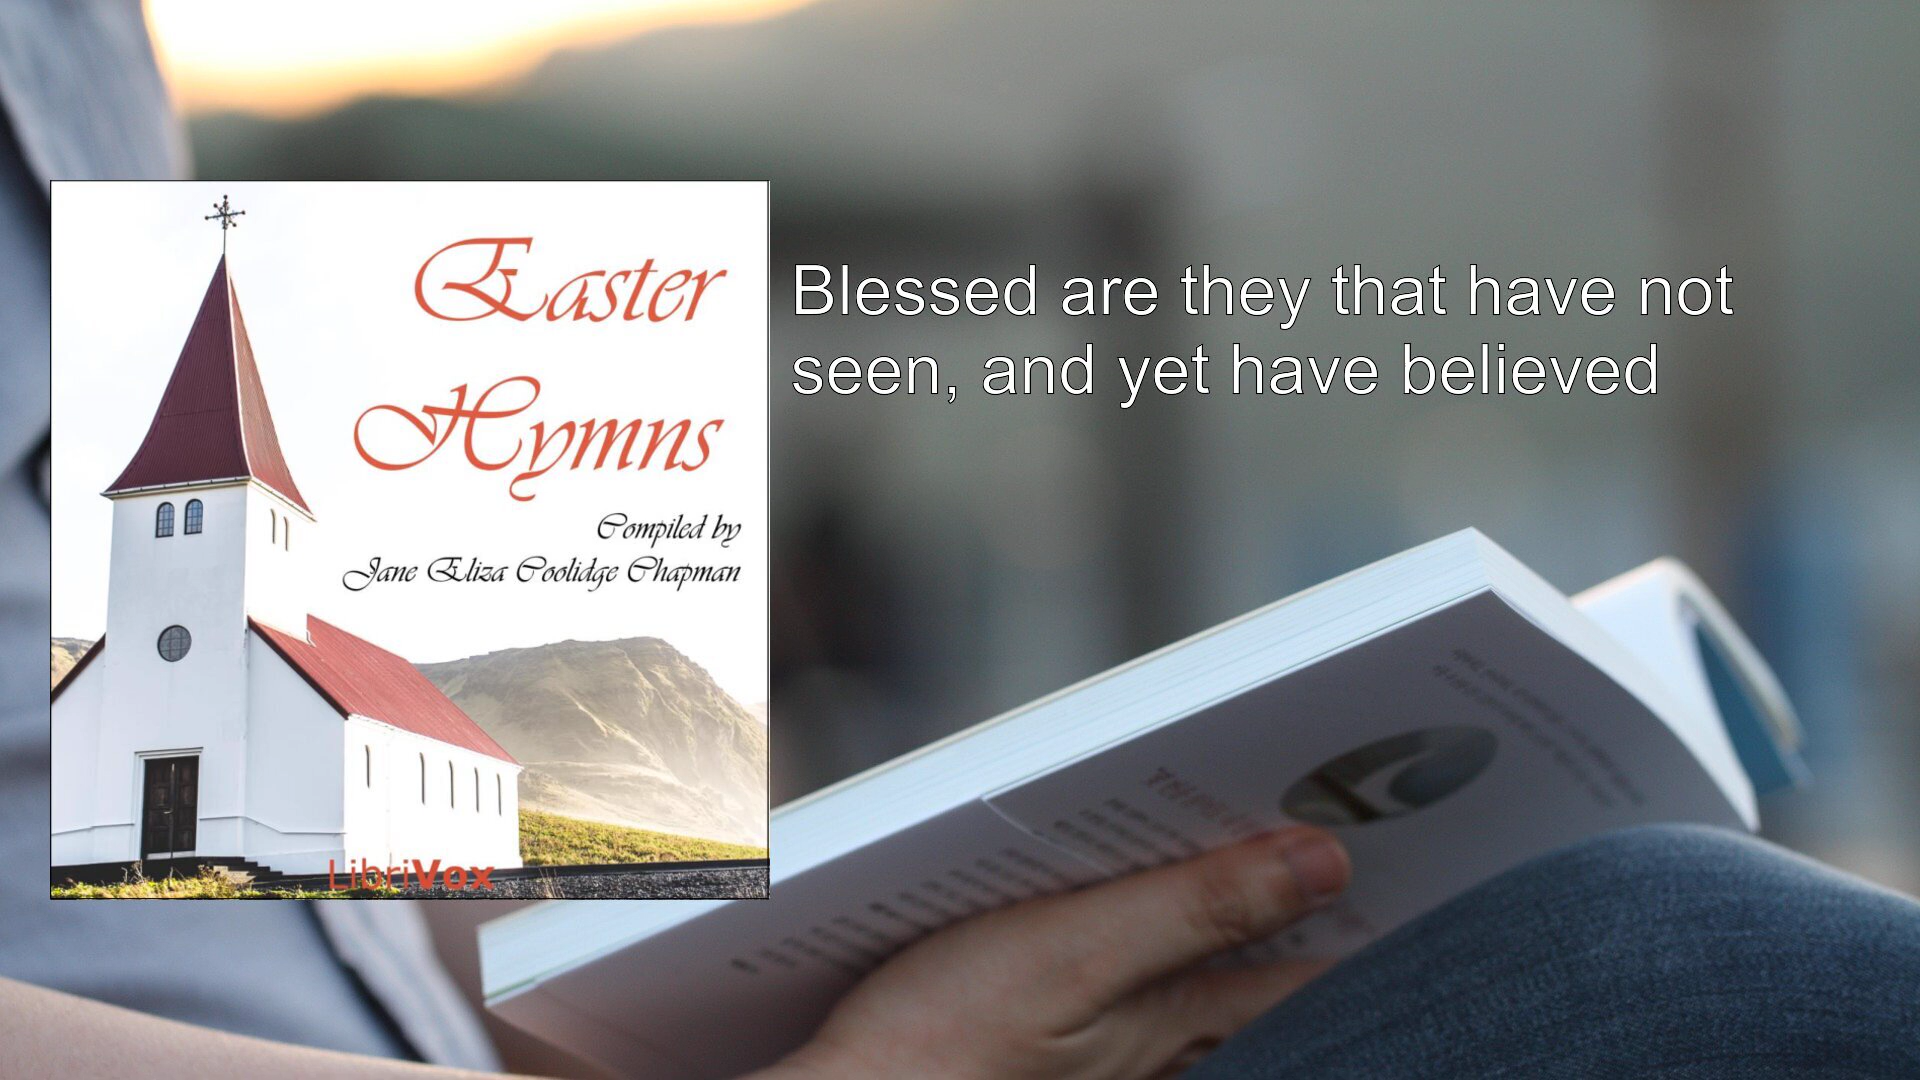 Easter
Hymns
Compiled by
Jane Eliza Coolidge Chapman
LibriVox
Blessed are they that have not
seen, and yet have believed